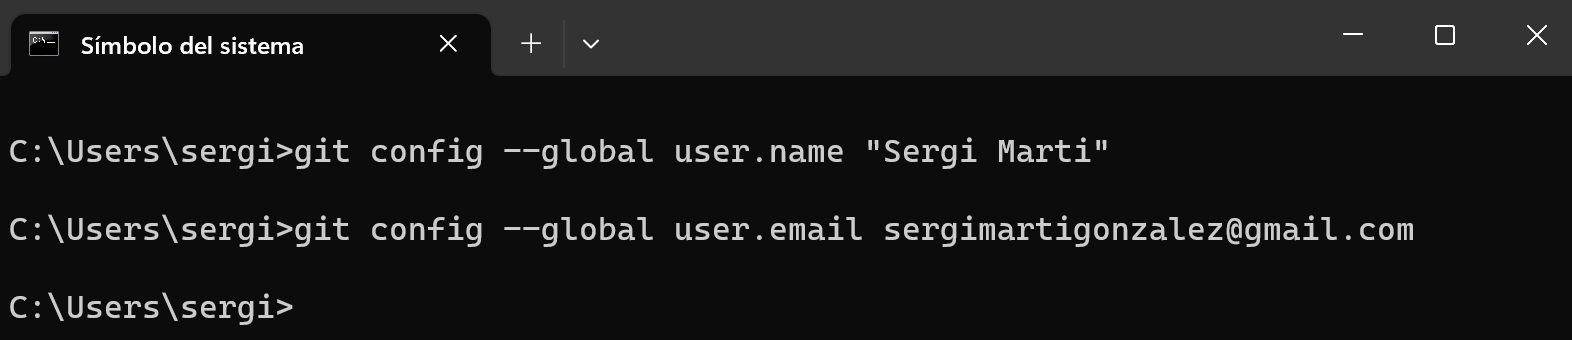 Símbolo del sistema
C:\Users\sergi>git config --global user.name "Sergi Marti"
C:\Users\sergi>git config --global user.email sergimartigonzalez@gmail.com
C:\Users\sergi>